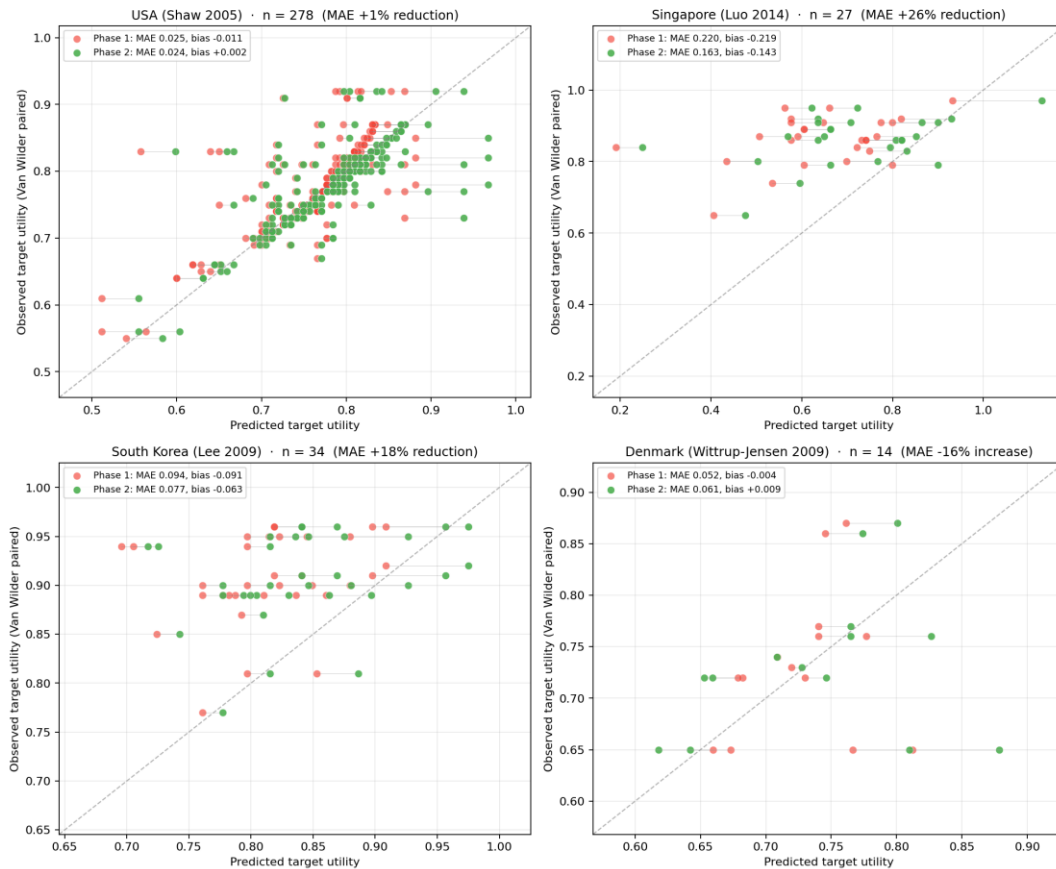 USA (Shaw 2005) · n = 278 (MAE +1% reduction)
Phase 1: MAE 0.025, bias -0.011
Phase 2: MAE 0.024, bias +0.002
Observed target utility (Van Wilder paired)
1.0
0.9
0.8
0.7
0.6
0.5
0.5 0.6 0.7 0.8 0.9 1.0
Predicted target utility
Singapore (Luo 2014) · n = 27 (MAE +26% reduction)
Phase 1: MAE 0.220, bias -0.219
Phase 2: MAE 0.163, bias -0.143
Observed target utility (Van Wilder paired)
1.0
0.8
0.6
0.4
0.2
0.2 0.4 0.6 0.8 1.0
Predicted target utility
South Korea (Lee 2009) · n = 34 (MAE +18% reduction)
Phase 1: MAE 0.094, bias -0.091
Phase 2: MAE 0.077, bias -0.063
Observed target utility (Van Wilder paired)
1.00
0.95
0.90
0.85
0.80
0.75
0.70
0.65
0.65 0.70 0.75 0.80 0.85 0.90 0.95 1.00
Predicted target utility
Denmark (Wittrup-Jensen 2009) · n = 14 (MAE -16% increase)
Phase 1: MAE 0.052, bias -0.004
Phase 2: MAE 0.061, bias +0.009
Observed target utility (Van Wilder paired)
0.90
0.85
0.80
0.75
0.70
0.65
0.60
0.60 0.65 0.70 0.75 0.80 0.85 0.90
Predicted target utility